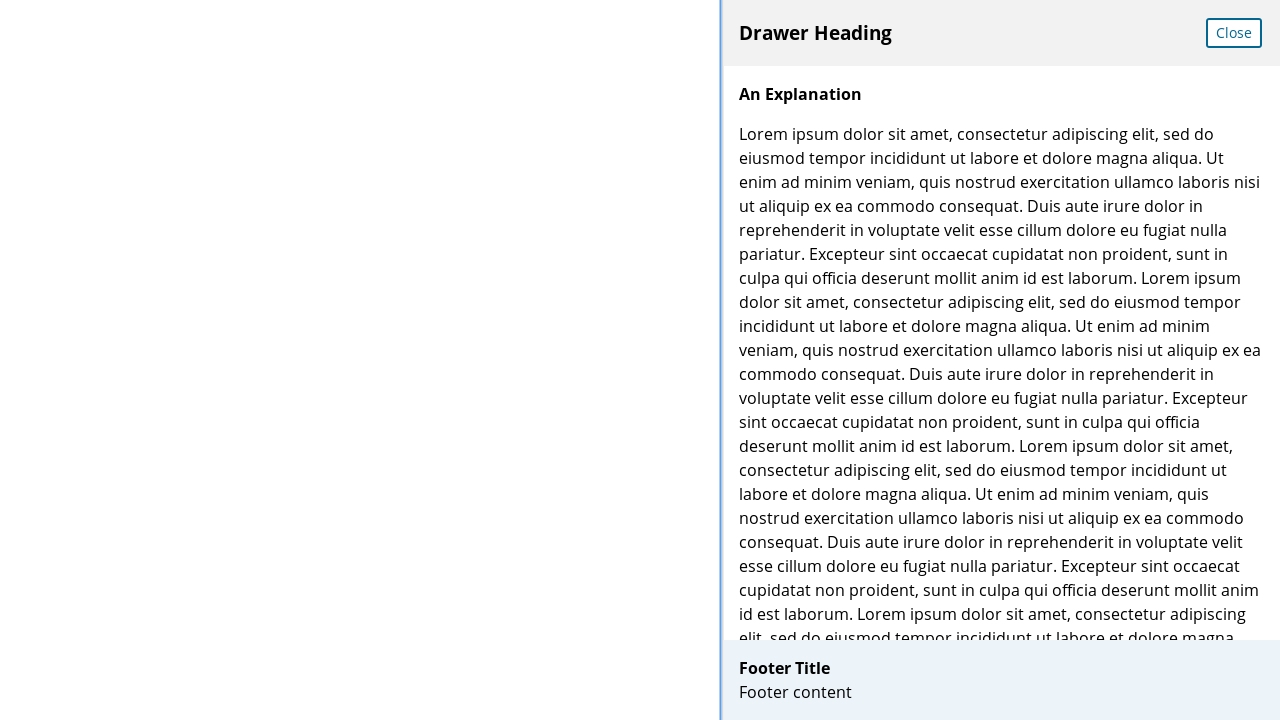 Drawer Heading
Close
An Explanation
Lorem ipsum dolor sit amet, consectetur adipiscing elit, sed do
eiusmod tempor incididunt ut labore et dolore magna aliqua. Ut
enim ad minim veniam, quis nostrud exercitation ullamco laboris nisi
ut aliquip ex ea commodo consequat. Duis aute irure dolor in
reprehenderit in voluptate velit esse cillum dolore eu fugiat nulla
pariatur. Excepteur sint occaecat cupidatat non proident, sunt in
culpa qui officia deserunt mollit anim id est laborum. Lorem ipsum
dolor sit amet, consectetur adipiscing elit, sed do eiusmod tempor
incididunt ut labore et dolore magna aliqua. Ut enim ad minim
veniam, quis nostrud exercitation ullamco laboris nisi ut aliquip ex ea
commodo consequat. Duis aute irure dolor in reprehenderit in
voluptate velit esse cillum dolore eu fugiat nulla pariatur. Excepteur
sint occaecat cupidatat non proident, sunt in culpa qui officia
deserunt mollit anim id est laborum. Lorem ipsum dolor sit amet,
consectetur adipiscing elit, sed do eiusmod tempor incididunt ut
labore et dolore magna aliqua. Ut enim ad minim veniam, quis
nostrud exercitation ullamco laboris nisi ut aliquip ex ea commodo
consequat. Duis aute irure dolor in reprehenderit in voluptate velit
esse cillum dolore eu fugiat nulla pariatur. Excepteur sint occaecat
cupidatat non proident, sunt in culpa qui officia deserunt mollit anim
id est laborum. Lorem ipsum dolor sit amet, consectetur adipiscing
elit, sed do eiusmod tempor incididunt ut labore et dolore magna
Footer Title
Footer content